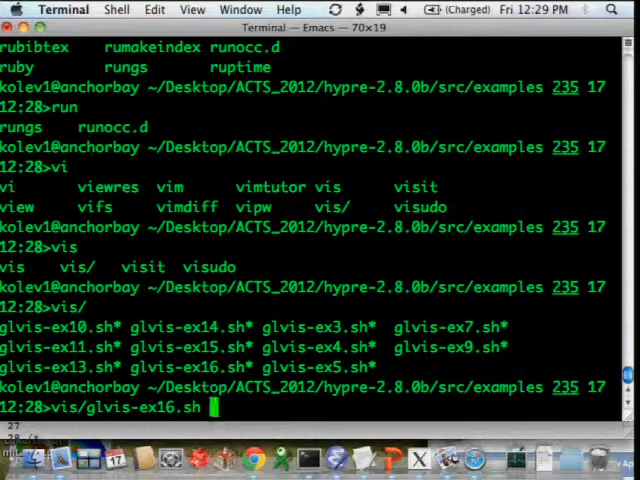 Terminal Shell Edit View Window Help (Charged) Fri 12:29 PM
Terminal — Emacs — 70×19
rubibtex rumakeindex runocc.d
ruby rungs ruptime
kolev1@anchorbay ~/Desktop/ACTS_2012/hypre-2.8.0b/src/examples 235 17
12:28>run
rungs runocc.d
kolev1@anchorbay ~/Desktop/ACTS_2012/hypre-2.8.0b/src/examples 235 17
12:28>vi
vi viewres vim vimtutor vis visit
view vifs vimdiff vipw vis/ visudo
kolev1@anchorbay ~/Desktop/ACTS_2012/hypre-2.8.0b/src/examples 235 17
12:28>vis
vis vis/ visit visudo
kolev1@anchorbay ~/Desktop/ACTS_2012/hypre-2.8.0b/src/examples 235 17
12:28>vis/
glvis-ex10.sh* glvis-ex14.sh* glvis-ex3.sh* glvis-ex7.sh*
glvis-ex11.sh* glvis-ex15.sh* glvis-ex4.sh* glvis-ex9.sh*
glvis-ex13.sh* glvis-ex16.sh* glvis-ex5.sh*
kolev1@anchorbay ~/Desktop/ACTS_2012/hypre-2.8.0b/src/examples 235 17
12:28>vis/glvis-ex16.sh
27
28 /*
17